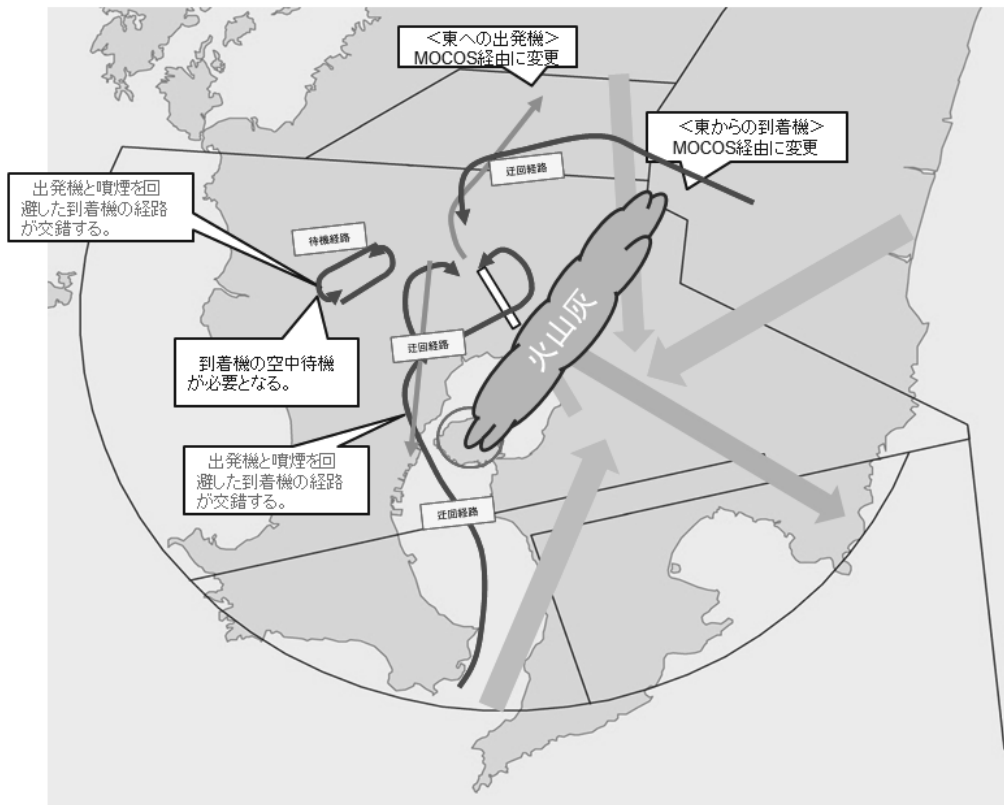 ＜東への出発機＞
MOCOS経由に変更
＜東からの到着機＞
MOCOS経由に変更
迂回経路
出発機と噴煙を回
避した到着機の経路
が交錯する。
待機経路
火山灰
迂回経路
到着機の空中待機
が必要となる。
出発機と噴煙を回
避した到着機の経路
が交錯する。
迂回経路